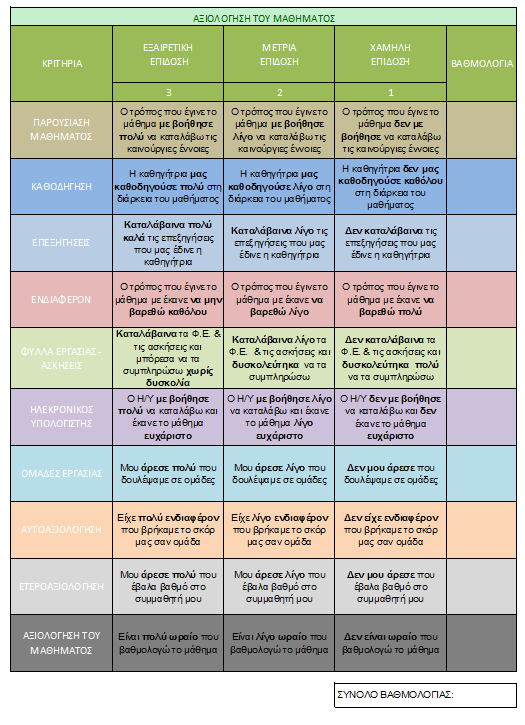 ΑΞΙΟΛΟΓΗΣΗ ΤΟΥ ΜΑΘΗΜΑΤΟΣ
ΚΡΙΤΗΡΙΑ
ΕΞΑΙΡΕΤΙΚΗ
ΕΠΙΔΟΣΗ
ΜΕΤΡΙΑ
ΕΠΙΔΟΣΗ
ΧΑΜΗΛΗ
ΕΠΙΔΟΣΗ
ΒΑΘΜΟΛΟΓΙΑ
3
2
1
ΠΑΡΟΥΣΙΑΣΗ
ΜΑΘΗΜΑΤΟΣ
Ο τρόπος που έγινε το
μάθημα με βοήθησε
πολύ να καταλάβω τις
καινούργιες έννοιες
Ο τρόπος που έγινε το
μάθημα με βοήθησε
λίγο να καταλάβω τις
καινούργιες έννοιες
Ο τρόπος που έγινε το
μάθημα δεν με
βοήθησε να καταλάβω
τις καινούργιες έννοιες
ΚΑΘΟΔΗΓΗΣΗ
Η καθηγήτρια μας
καθοδηγούσε πολύ στη
διάρκεια του μαθήματος
Η καθηγήτρια μας
καθοδηγούσε λίγο στη
διάρκεια του μαθήματος
Η καθηγήτρια δεν μας
καθοδηγούσε καθόλου
στη διάρκεια του
μαθήματος
ΕΠΕΞΗΓΗΣΕΙΣ
Καταλάβαινα πολύ
καλά τις επεξηγήσεις
που μας έδινε η
καθηγήτρια
Καταλάβαινα λίγο τις
επεξηγήσεις που μας
έδινε η καθηγήτρια
Δεν καταλάβαινα τις
επεξηγήσεις που μας
έδινε η καθηγήτρια
ΕΝΔΙΑΦΕΡΟΝ
Ο τρόπος που έγινε το
μάθημα με έκανε να μην
βαρεθώ καθόλου
Ο τρόπος που έγινε το
μάθημα με έκανε να
βαρεθώ λίγο
Ο τρόπος που έγινε το
μάθημα με έκανε να
βαρεθώ πολύ
ΦΥΛΛΑ ΕΡΓΑΣΙΑΣ -
ΑΣΚΗΣΕΙΣ
Καταλάβαινα τα Φ.Ε. &
τις ασκήσεις και
μπόρεσα να τα
συμπληρώσω χωρίς
δυσκολία
Καταλάβαινα λίγο τα
Φ.Ε. & τις ασκήσεις και
δυσκολεύτηκα να τα
συμπληρώσω
Δεν καταλάβαινα τα
Φ.Ε. & τις ασκήσεις και
δυσκολεύτηκα πολύ
να τα συμπληρώσω
ΗΛΕΚΡΟΝΙΚΟΣ
ΥΠΟΛΟΓΙΣΤΗΣ
Ο Η/Υ με βοήθησε
πολύ να καταλάβω και
έκανε το μάθημα
ευχάριστο
Ο Η/Υ με βοήθησε λίγο
να καταλάβω και έκανε
το μάθημα λίγο
ευχάριστο
Ο Η/Υ δεν με βοήθησε
να καταλάβω και δεν
έκανε το μάθημα
ευχάριστο
ΟΜΑΔΕΣ ΕΡΓΑΣΙΑΣ
Μου άρεσε πολύ που
δουλέψαμε σε ομάδες
Μου άρεσε λίγο που
δουλέψαμε σε ομάδες
Δεν μου άρεσε που
δουλέψαμε σε ομάδες
ΑΥΤΟΑΞΙΟΛΟΓΗΣΗ
Είχε πολύ ενδιαφέρον
που βρήκαμε το σκόρ
μας σαν ομάδα
Είχε λίγο ενδιαφέρον
που βρήκαμε το σκόρ
μας σαν ομάδα
Δεν είχε ενδιαφέρον
που βρήκαμε το σκόρ
μας σαν ομάδα
ΕΤΕΡΟΑΞΙΟΛΟΓΗΣΗ
Μου άρεσε πολύ που
έβαλα βαθμό στο
συμμαθητή μου
Μου άρεσε λίγο που
έβαλα βαθμό στο
συμμαθητή μου
Δεν μου άρεσε που
έβαλα βαθμό στο
συμμαθητή μου
ΑΞΙΟΛΟΓΗΣΗ ΤΟΥ
ΜΑΘΗΜΑΤΟΣ
Είναι πολύ ωραίο που
βαθμολογώ το μάθημα
Είναι λίγο ωραίο που
βαθμολογώ το μάθημα
Δεν είναι ωραίο που
βαθμολογώ το μάθημα
ΣΥΝΟΛΟ ΒΑΘΜΟΛΟΓΙΑΣ: